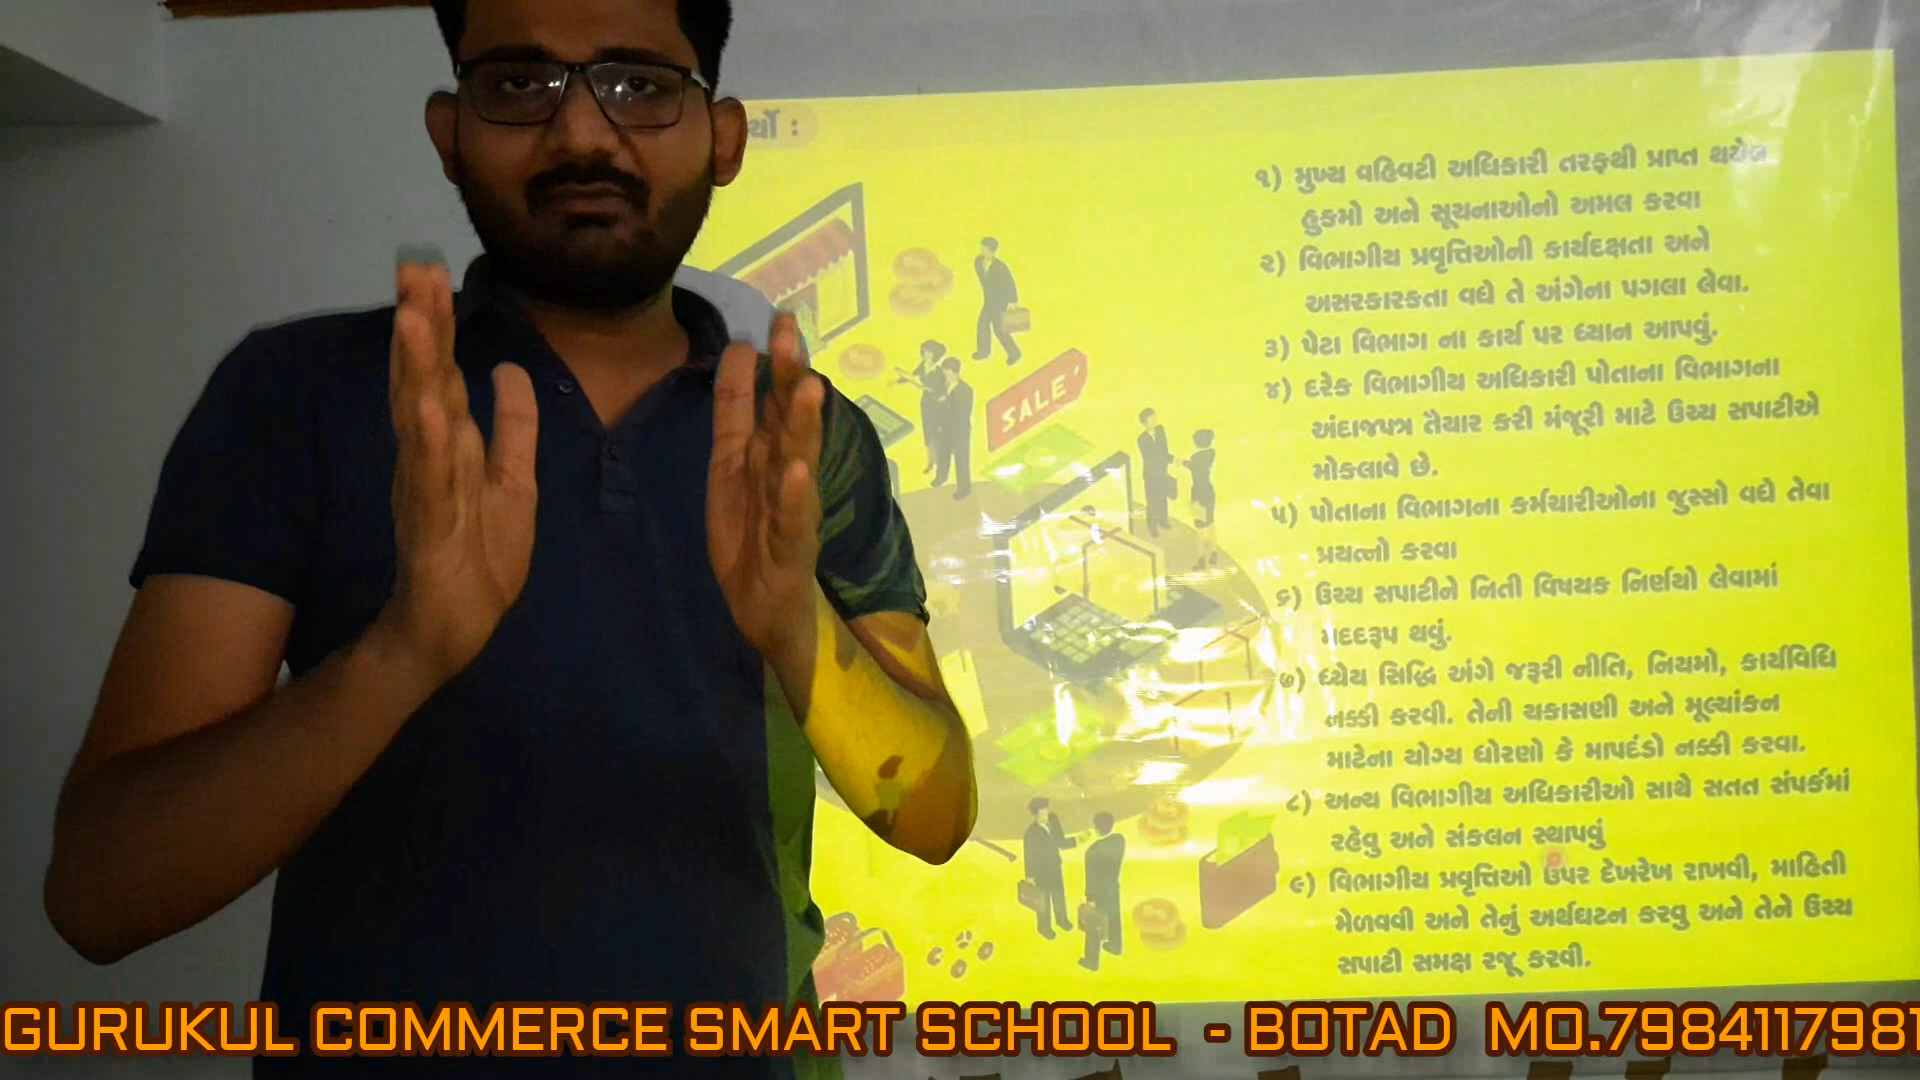 ર્યો :
૧) મુખ્ય વહિવટી અધિકારી તરફથી પ્રાપ્ત થયેલ
હુકમો અને સૂચનાઓનો અમલ કરવા
૨) વિભાગીય પ્રવૃત્તિઓની કાર્યદક્ષતા અને
અસરકારકતા વધે તે અંગેના પગલા લેવા.
૩) પેટા વિભાગ ના કાર્ય પર ધ્યાન આપવું.
૪) દરેક વિભાગીય અધિકારી પોતાના વિભાગના
અંદાજપત્ર તૈયાર કરી મંજૂરી માટે ઉચ્ચ સપાટીએ
મોકલાવે છે.
૫) પોતાના વિભાગના કર્મચારીઓના જુસ્સો વધે તેવા
પ્રયત્નો કરવા
૬) ઉચ્ચ સપાટીને નિતી વિષયક નિર્ણયો લેવામાં
મદદરૂપ થવું.
૭) ધ્યેય સિદ્ધિ અંગે જરૂરી નીતિ, નિયમો, કાર્યવિધિ
નક્કી કરવી. તેની ચકાસણી અને મૂલ્યાંકન
માટેના યોગ્ય ધોરણો કે માપદંડો નક્કી કરવા.
૮) અન્ય વિભાગીય અધિકારીઓ સાથે સતત સંપર્કમાં
રહેવુ અને સંકલન સ્થાપવું
૯) વિભાગીય પ્રવૃત્તિઓ ઉપર દેખરેખ રાખવી, માહિતી
મેળવવી અને તેનું અર્થઘટન કરવુ અને તેને ઉચ્ચ
સપાટી સમક્ષ રજૂ કરવી.
SALE
GURUKUL COMMERCE SMART SCHOOL - BOTAD MO.7984117981